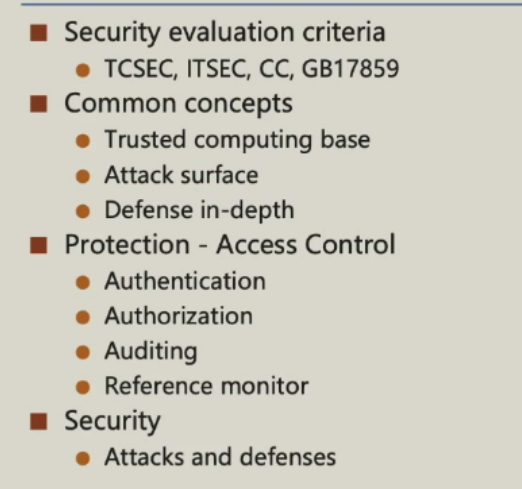 Security evaluation criteria
TCSEC, ITSEC, CC, GB17859
Common concepts
Trusted computing base
Attack surface
Defense in-depth
Protection - Access Control
Authentication
Authorization
Auditing
Reference monitor
Security
Attacks and defenses